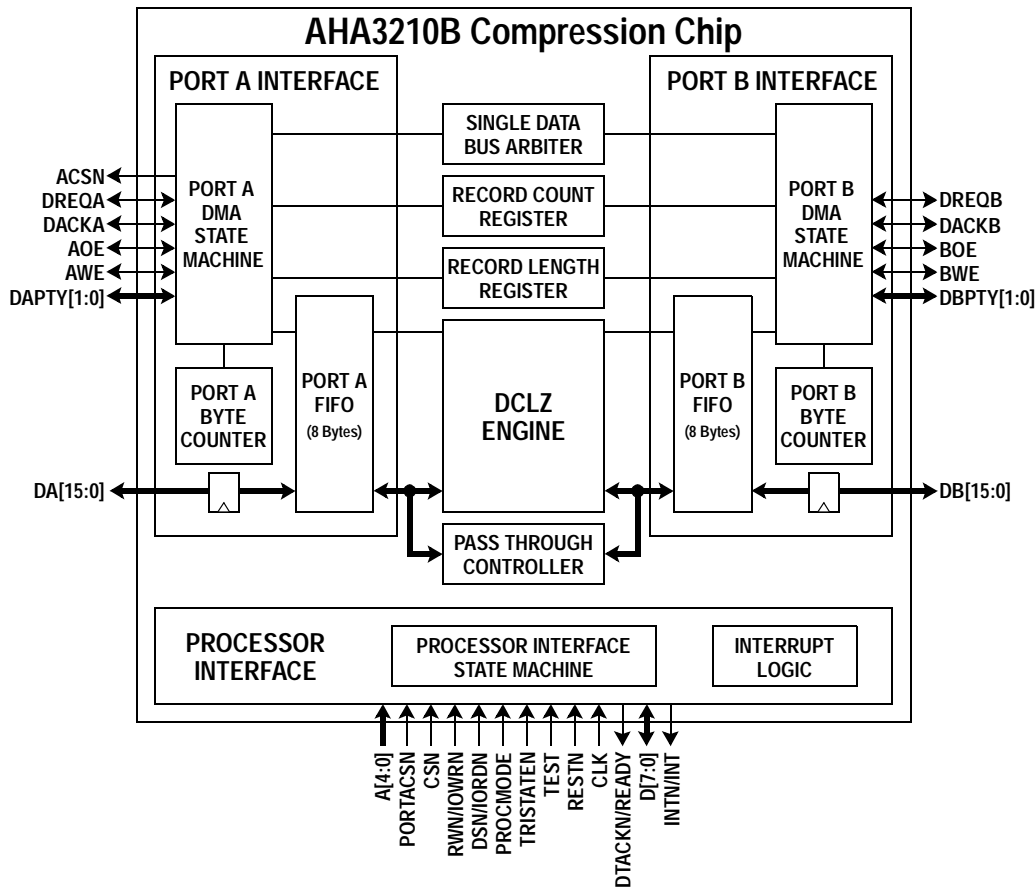 AHA3210B Compression Chip
PORT A INTERFACE
PORT B INTERFACE
PORT A
DMA
STATE
MACHINE
SINGLE DATA
BUS ARBITER
RECORD COUNT
REGISTER
RECORD LENGTH
REGISTER
PORT B
DMA
STATE
MACHINE
ACSN
DREQA
DACKA
AOE
AWE
DAPTY[1:0]
DREQB
DACKB
BOE
BWE
DBPTY[1:0]
PORT A
BYTE
COUNTER
PORT A
FIFO
(8 Bytes)
DCLZ
ENGINE
PORT B
FIFO
(8 Bytes)
PORT B
BYTE
COUNTER
DA[15:0]
DB[15:0]
PASS THROUGH
CONTROLLER
PROCESSOR
INTERFACE
PROCESSOR INTERFACE
STATE MACHINE
INTERRUPT
LOGIC
A[4:0]
PORTACSN
CSN
RWN/IOWRN
DSN/IORDN
PROCMODE
TRISTATEN
TEST
RESTN
CLK
DTACKN/READY
D[7:0]
INTN/INT